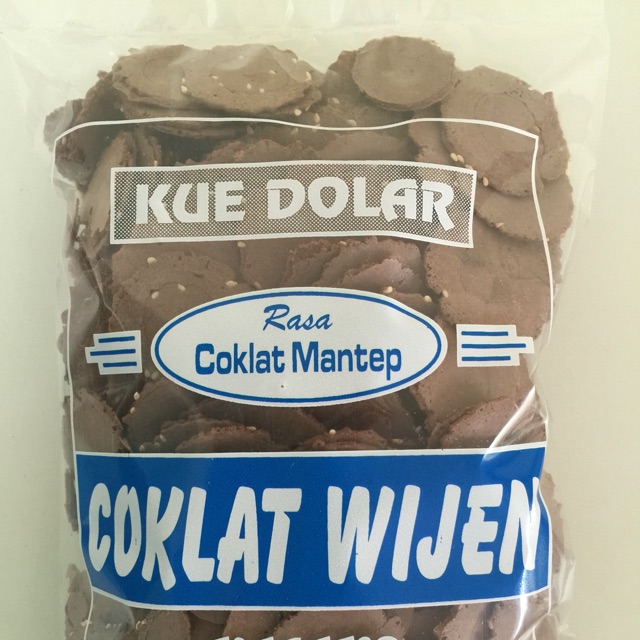 KUE DOLAR
Rasa
Coklat Mantep
COKLAT WIJEN